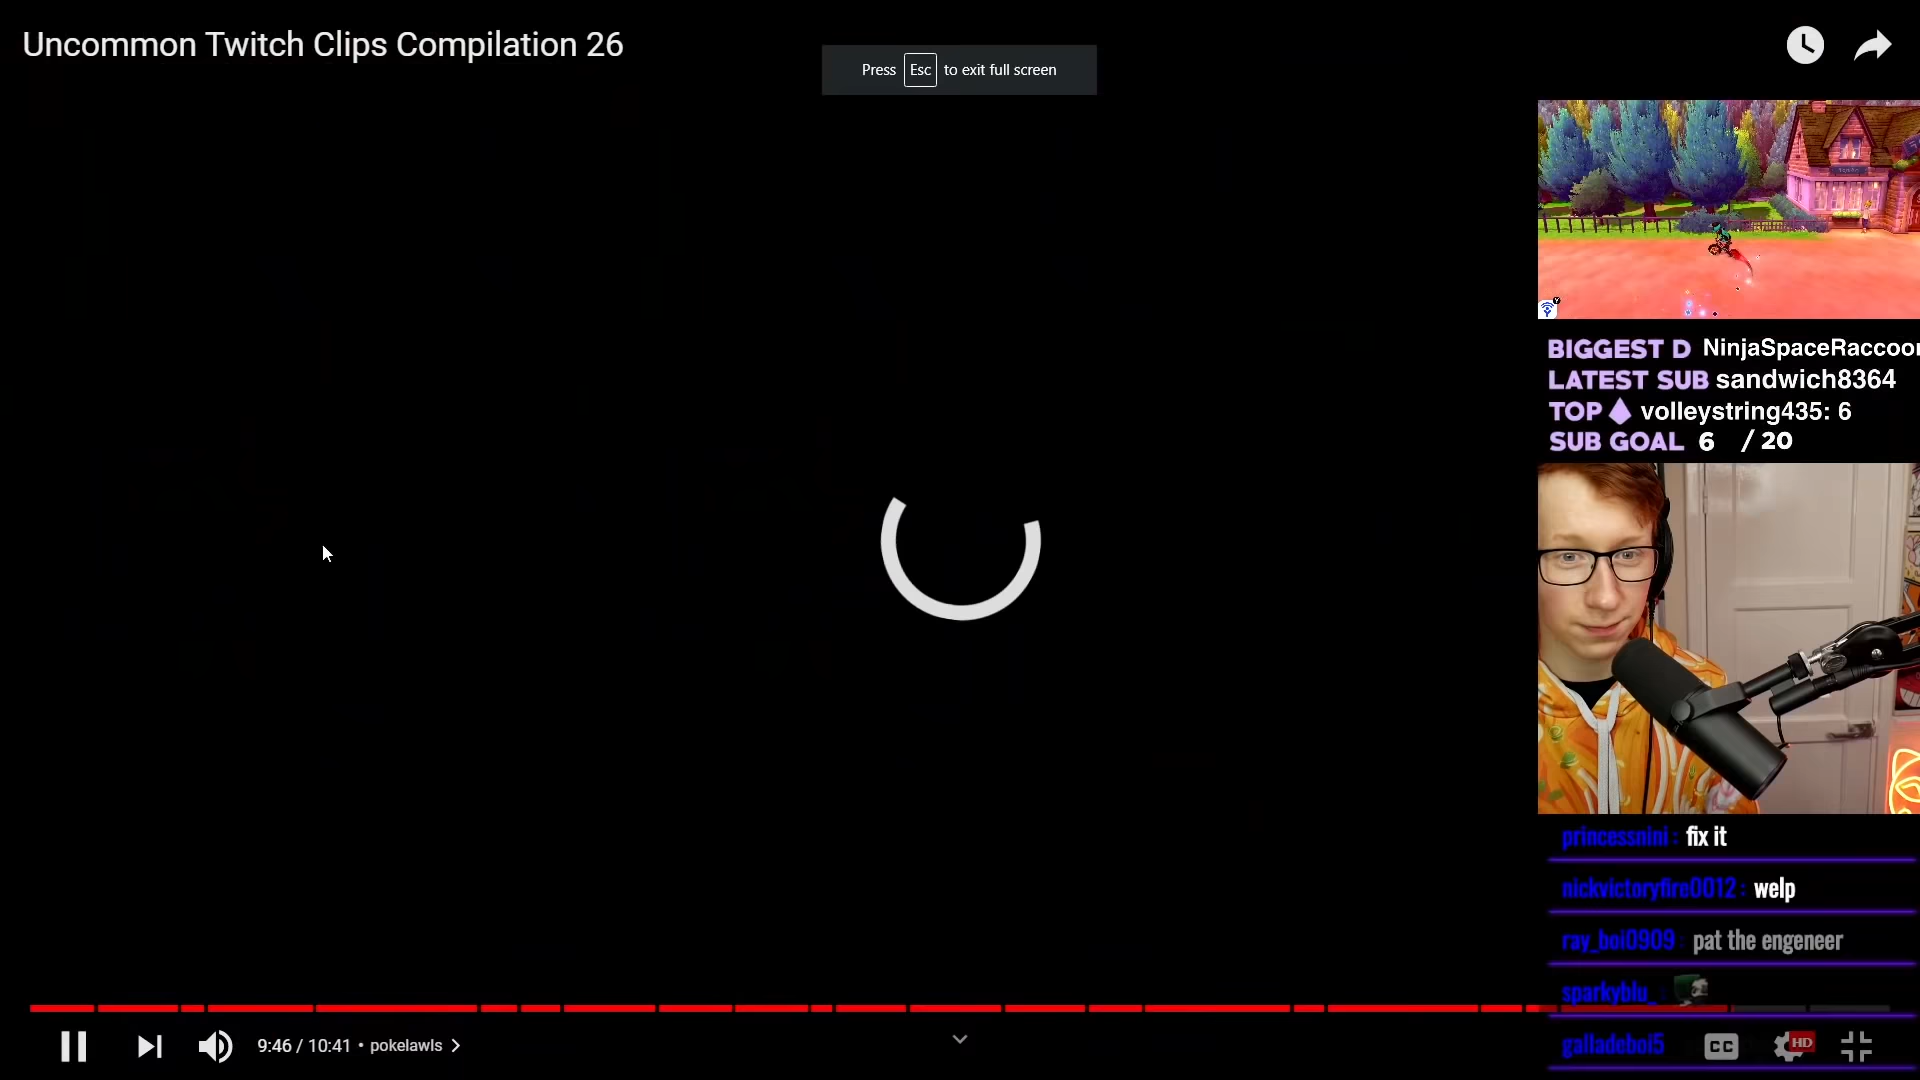 Uncommon Twitch Clips Compilation 26
Press Esc to exit full screen
BIGGEST D NinjaSpaceRaccoon
LATEST SUB sandwich8364
TOP volleystring435: 6
SUB GOAL 6 / 20
princessnini : fix it
nickvictoryfire0012 : welp
ray_boi0909 : pat the engeneer
sparkyblu_ :
galladeboi5
9:46 / 10:41 • pokelawls
CC
HD